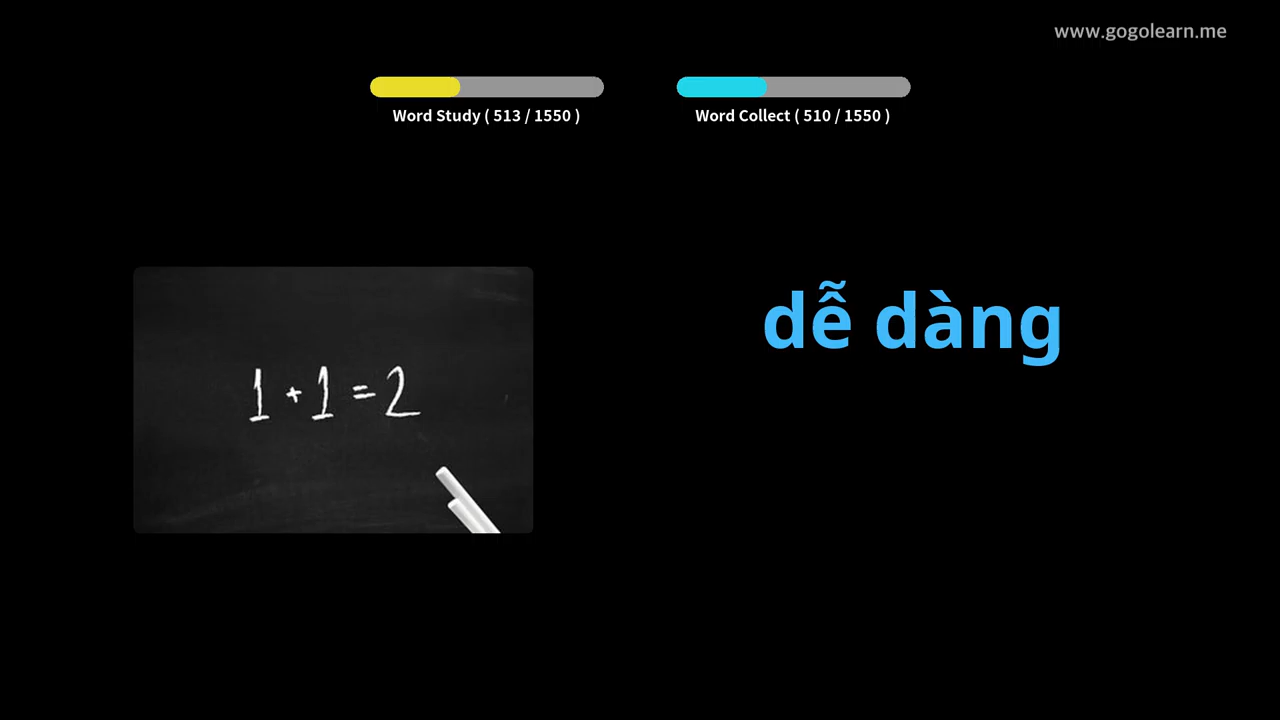 www.gogolearn.me
Word Study ( 513 / 1550 )
Word Collect ( 510 / 1550 )
1 + 1 = 2
dễ dàng